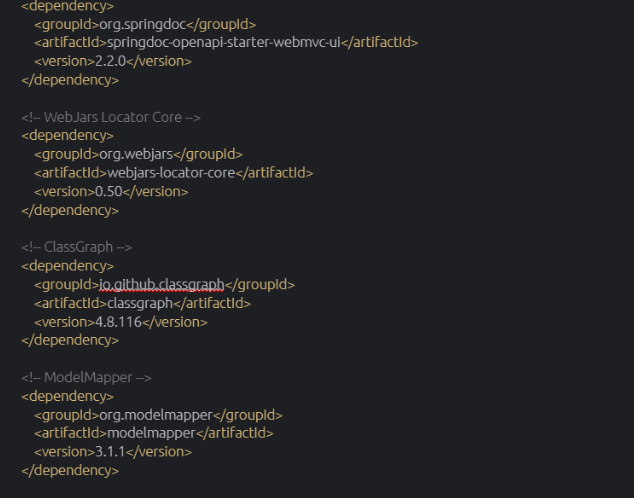 <dependency>
<groupId>org.springdoc</groupId>
<artifactId>springdoc-openapi-starter-webmvc-ui</artifactId>
<version>2.2.0</version>
</dependency>
<!-- WebJars Locator Core -->
<dependency>
<groupId>org.webjars</groupId>
<artifactId>webjars-locator-core</artifactId>
<version>0.50</version>
</dependency>
<!-- ClassGraph -->
<dependency>
<groupId>io.github.classgraph</groupId>
<artifactId>classgraph</artifactId>
<version>4.8.116</version>
</dependency>
<!-- ModelMapper -->
<dependency>
<groupId>org.modelmapper</groupId>
<artifactId>modelmapper</artifactId>
<version>3.1.1</version>
</dependency>